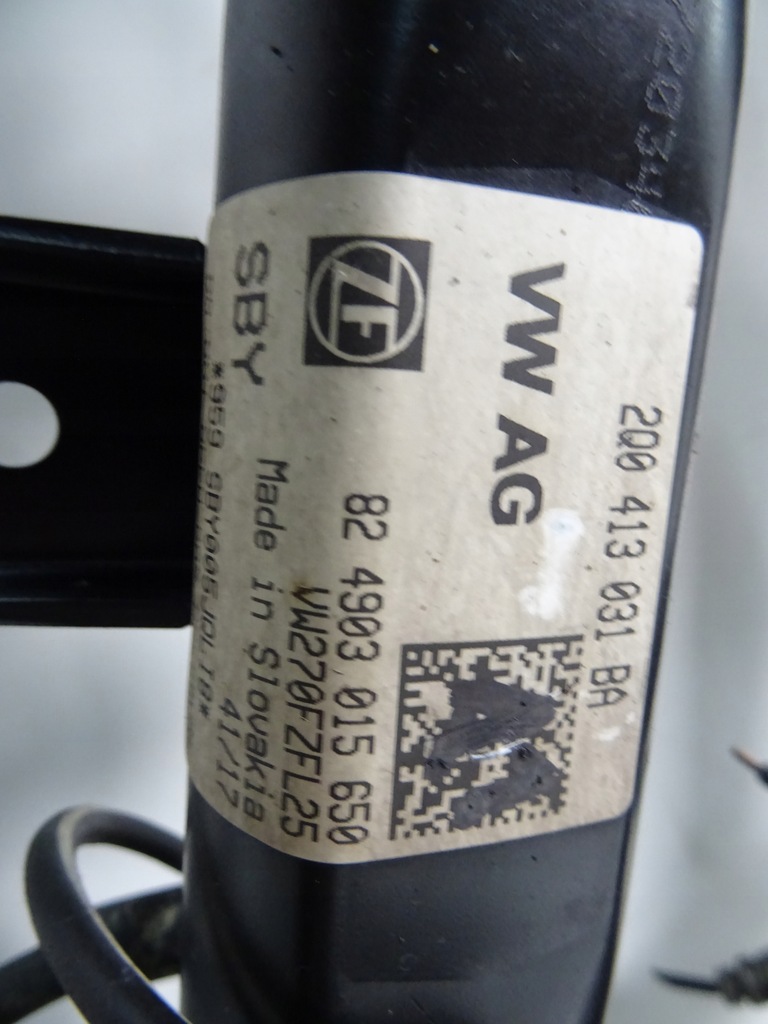 2Q0 413 031 BA
VW AG
ZF
82 4903 015 650
VW270FZFL25
SBY
Made in Slovakia
41/17